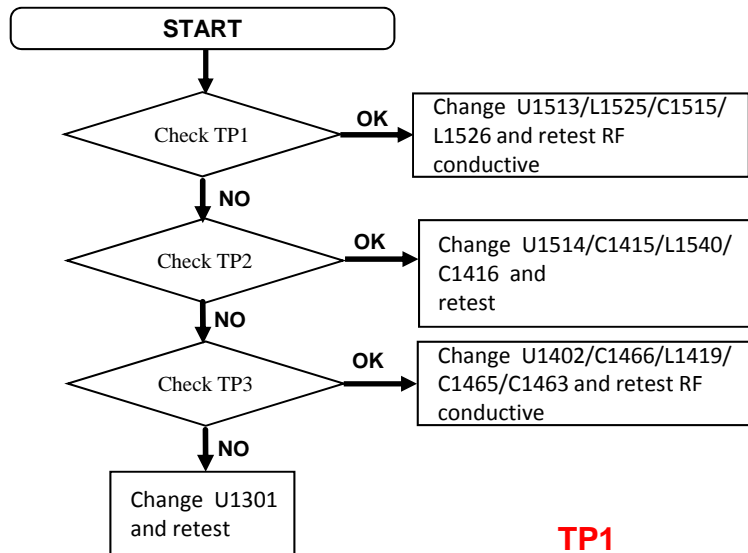 START
Check TP1
OK
Change U1513/L1525/C1515/
L1526 and retest RF
conductive
NO
Check TP2
OK
Change U1514/C1415/L1540/
C1416 and
retest
NO
Check TP3
OK
Change U1402/C1466/L1419/
C1465/C1463 and retest RF
conductive
NO
Change U1301
and retest
TP1